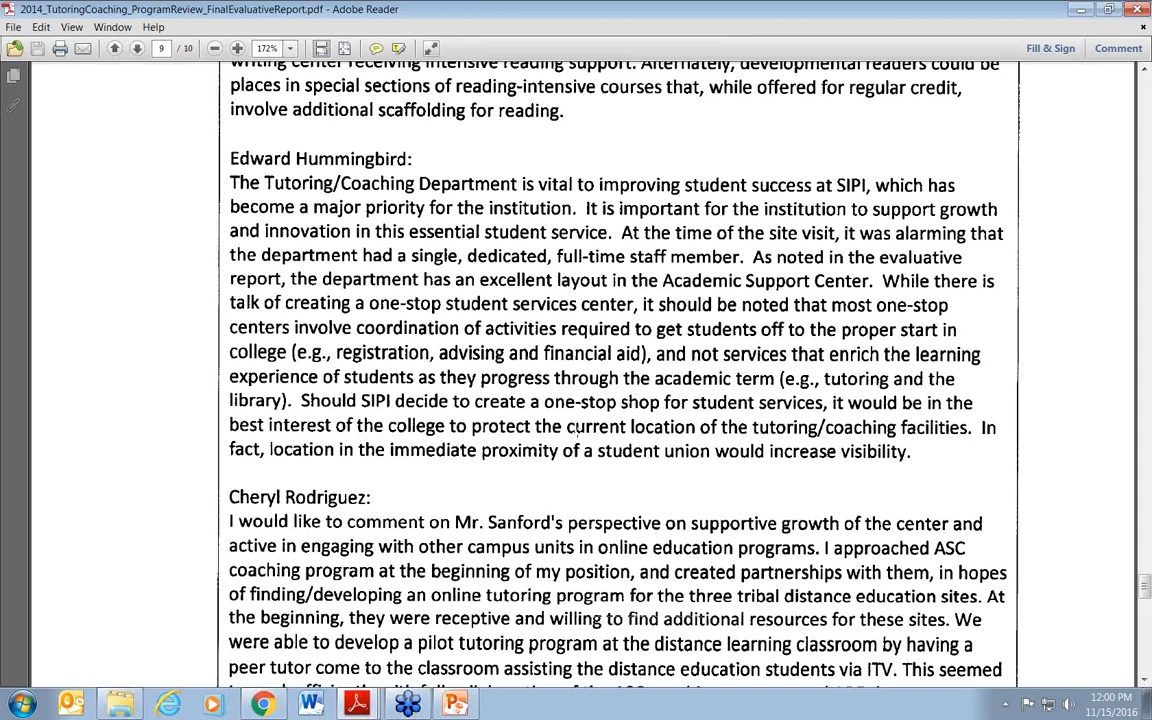 2014_TutoringCoaching_ProgramReview_FinalEvaluativeReport.pdf - Adobe Reader
File Edit View Window Help
9 / 10 172% Fill & Sign Comment
writing center receiving intensive reading support. Alternately, developmental readers could be
places in special sections of reading-intensive courses that, while offered for regular credit,
involve additional scaffolding for reading.
Edward Hummingbird:
The Tutoring/Coaching Department is vital to improving student success at SIPI, which has
become a major priority for the institution. It is important for the institution to support growth
and innovation in this essential student service. At the time of the site visit, it was alarming that
the department had a single, dedicated, full-time staff member. As noted in the evaluative
report, the department has an excellent layout in the Academic Support Center. While there is
talk of creating a one-stop student services center, it should be noted that most one-stop
centers involve coordination of activities required to get students off to the proper start in
college (e.g., registration, advising and financial aid), and not services that enrich the learning
experience of students as they progress through the academic term (e.g., tutoring and the
library). Should SIPI decide to create a one-stop shop for student services, it would be in the
best interest of the college to protect the current location of the tutoring/coaching facilities. In
fact, location in the immediate proximity of a student union would increase visibility.
Cheryl Rodriguez:
I would like to comment on Mr. Sanford's perspective on supportive growth of the center and
active in engaging with other campus units in online education programs. I approached ASC
coaching program at the beginning of my position, and created partnerships with them, in hopes
of finding/developing an online tutoring program for the three tribal distance education sites. At
the beginning, they were receptive and willing to find additional resources for these sites. We
were able to develop a pilot tutoring program at the distance learning classroom by having a
peer tutor come to the classroom assisting the distance education students via ITV. This seemed
12:00 PM
11/15/2016